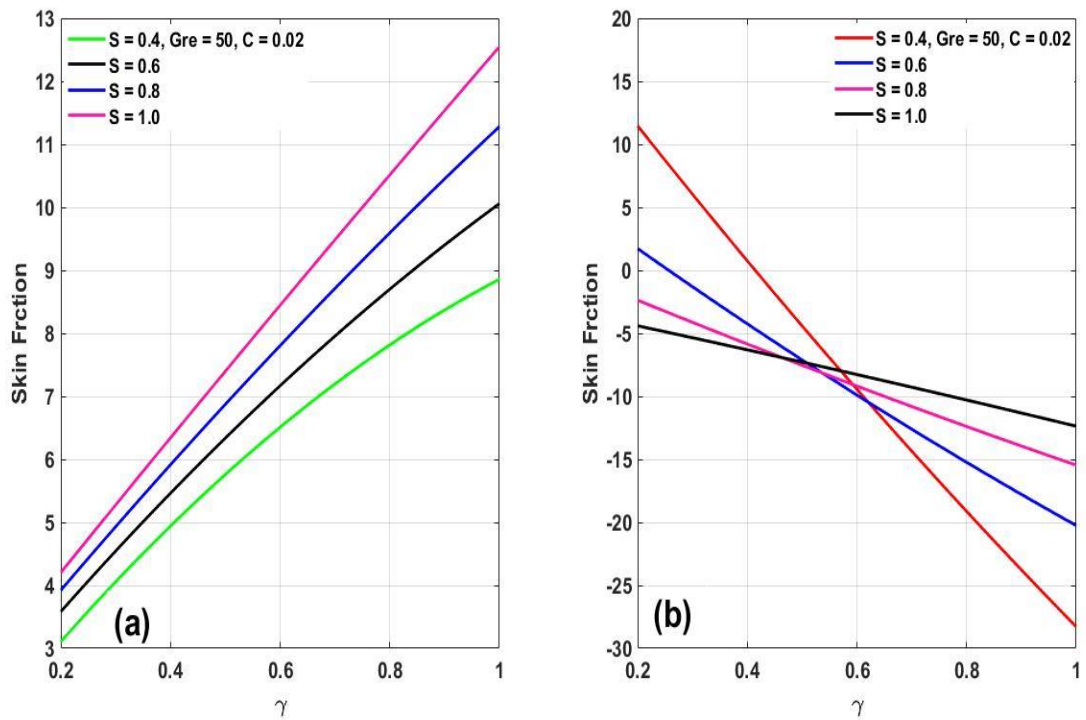 13
12
11
10
9
8
7
6
5
4
3
Skin Frction
S = 0.4, Gre = 50, C = 0.02
S = 0.6
S = 0.8
S = 1.0
(a)
0.2 0.4 0.6 0.8 1
γ
20
15
10
5
0
-5
-10
-15
-20
-25
-30
Skin Frction
S = 0.4, Gre = 50, C = 0.02
S = 0.6
S = 0.8
S = 1.0
(b)
0.2 0.4 0.6 0.8 1
γ